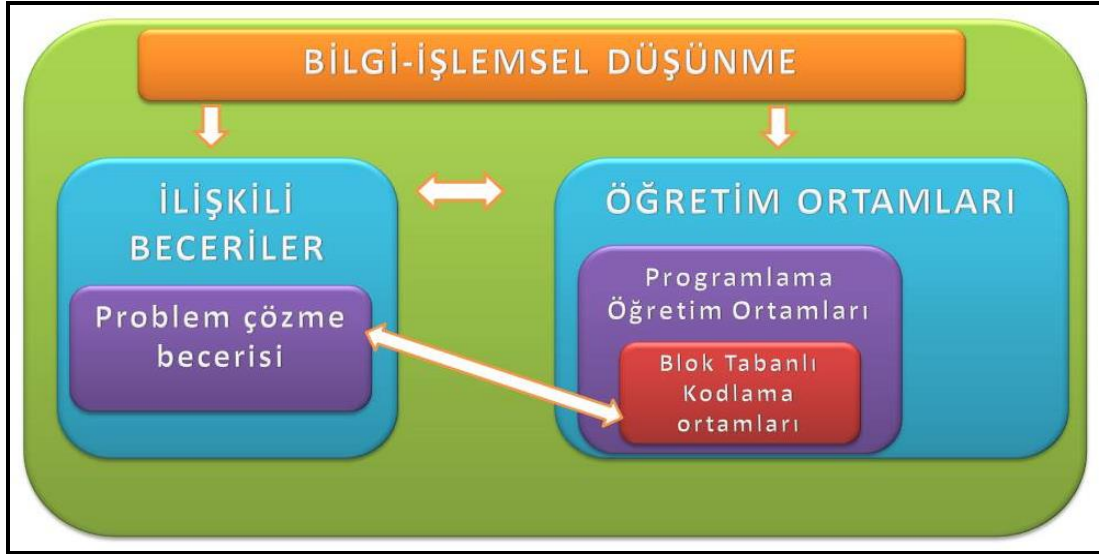 BİLGİ-İŞLEMSEL DÜŞÜNME
İLİŞKİLİ
BECERİLER
Problem çözme
becerisi
ÖĞRETİM ORTAMLARI
Programlama
Öğretim Ortamları
Blok Tabanlı
Kodlama
ortamları